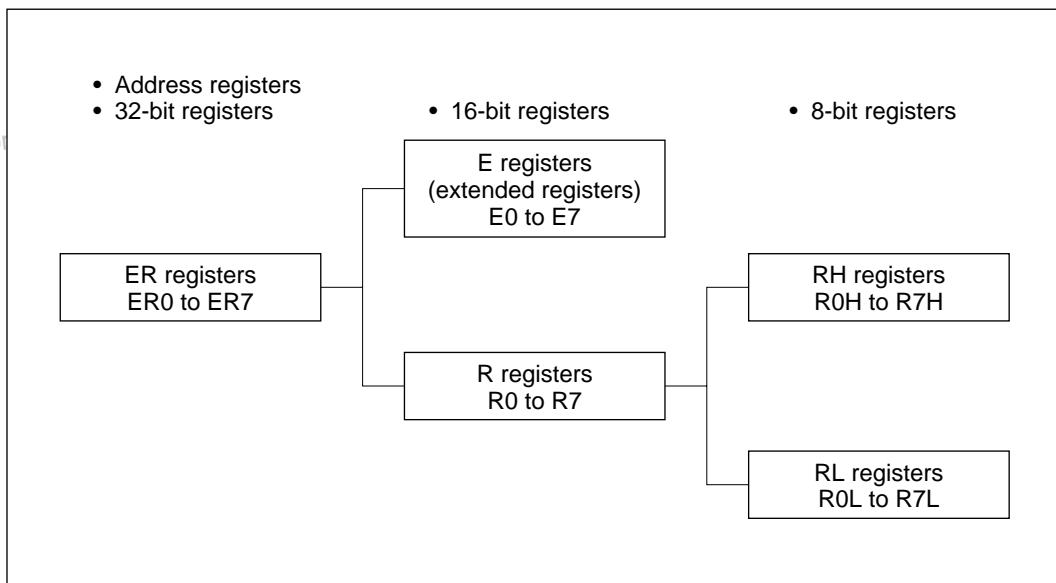 • Address registers
• 32-bit registers
• 16-bit registers
• 8-bit registers
E registers
(extended registers)
E0 to E7
ER registers
ER0 to ER7
RH registers
R0H to R7H
R registers
R0 to R7
RL registers
R0L to R7L